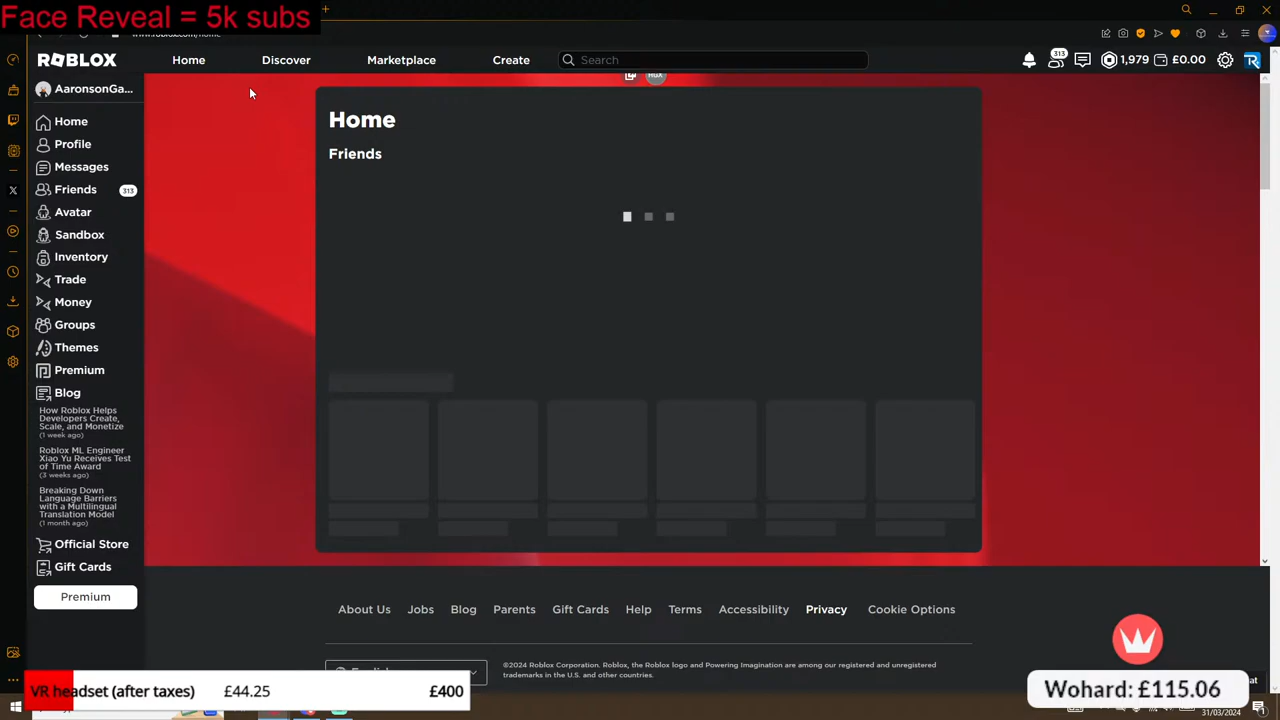 Face Reveal = 5k subs
www.roblox.com/home
ROBLOX
Home
Discover
Marketplace
Create
Search
313
1,979
£0.00
AaronsonGa...
Home
Profile
Messages
Friends
313
Avatar
Sandbox
Inventory
Trade
Money
Groups
Themes
Premium
Blog
How Roblox Helps
Developers Create,
Scale, and Monetize
(1 week ago)
Roblox ML Engineer
Xiao Yu Receives Test
of Time Award
(3 weeks ago)
Breaking Down
Language Barriers
with a Multilingual
Translation Model
(1 month ago)
Official Store
Gift Cards
Premium
Home
Friends
About Us
Jobs
Blog
Parents
Gift Cards
Help
Terms
Accessibility
Privacy
Cookie Options
©2024 Roblox Corporation. Roblox, the Roblox logo and Powering Imagination are among our registered and unregistered
trademarks in the U.S. and other countries.
VR headset (after taxes) £44.25 £400
Wohard: £115.06
31/03/2024